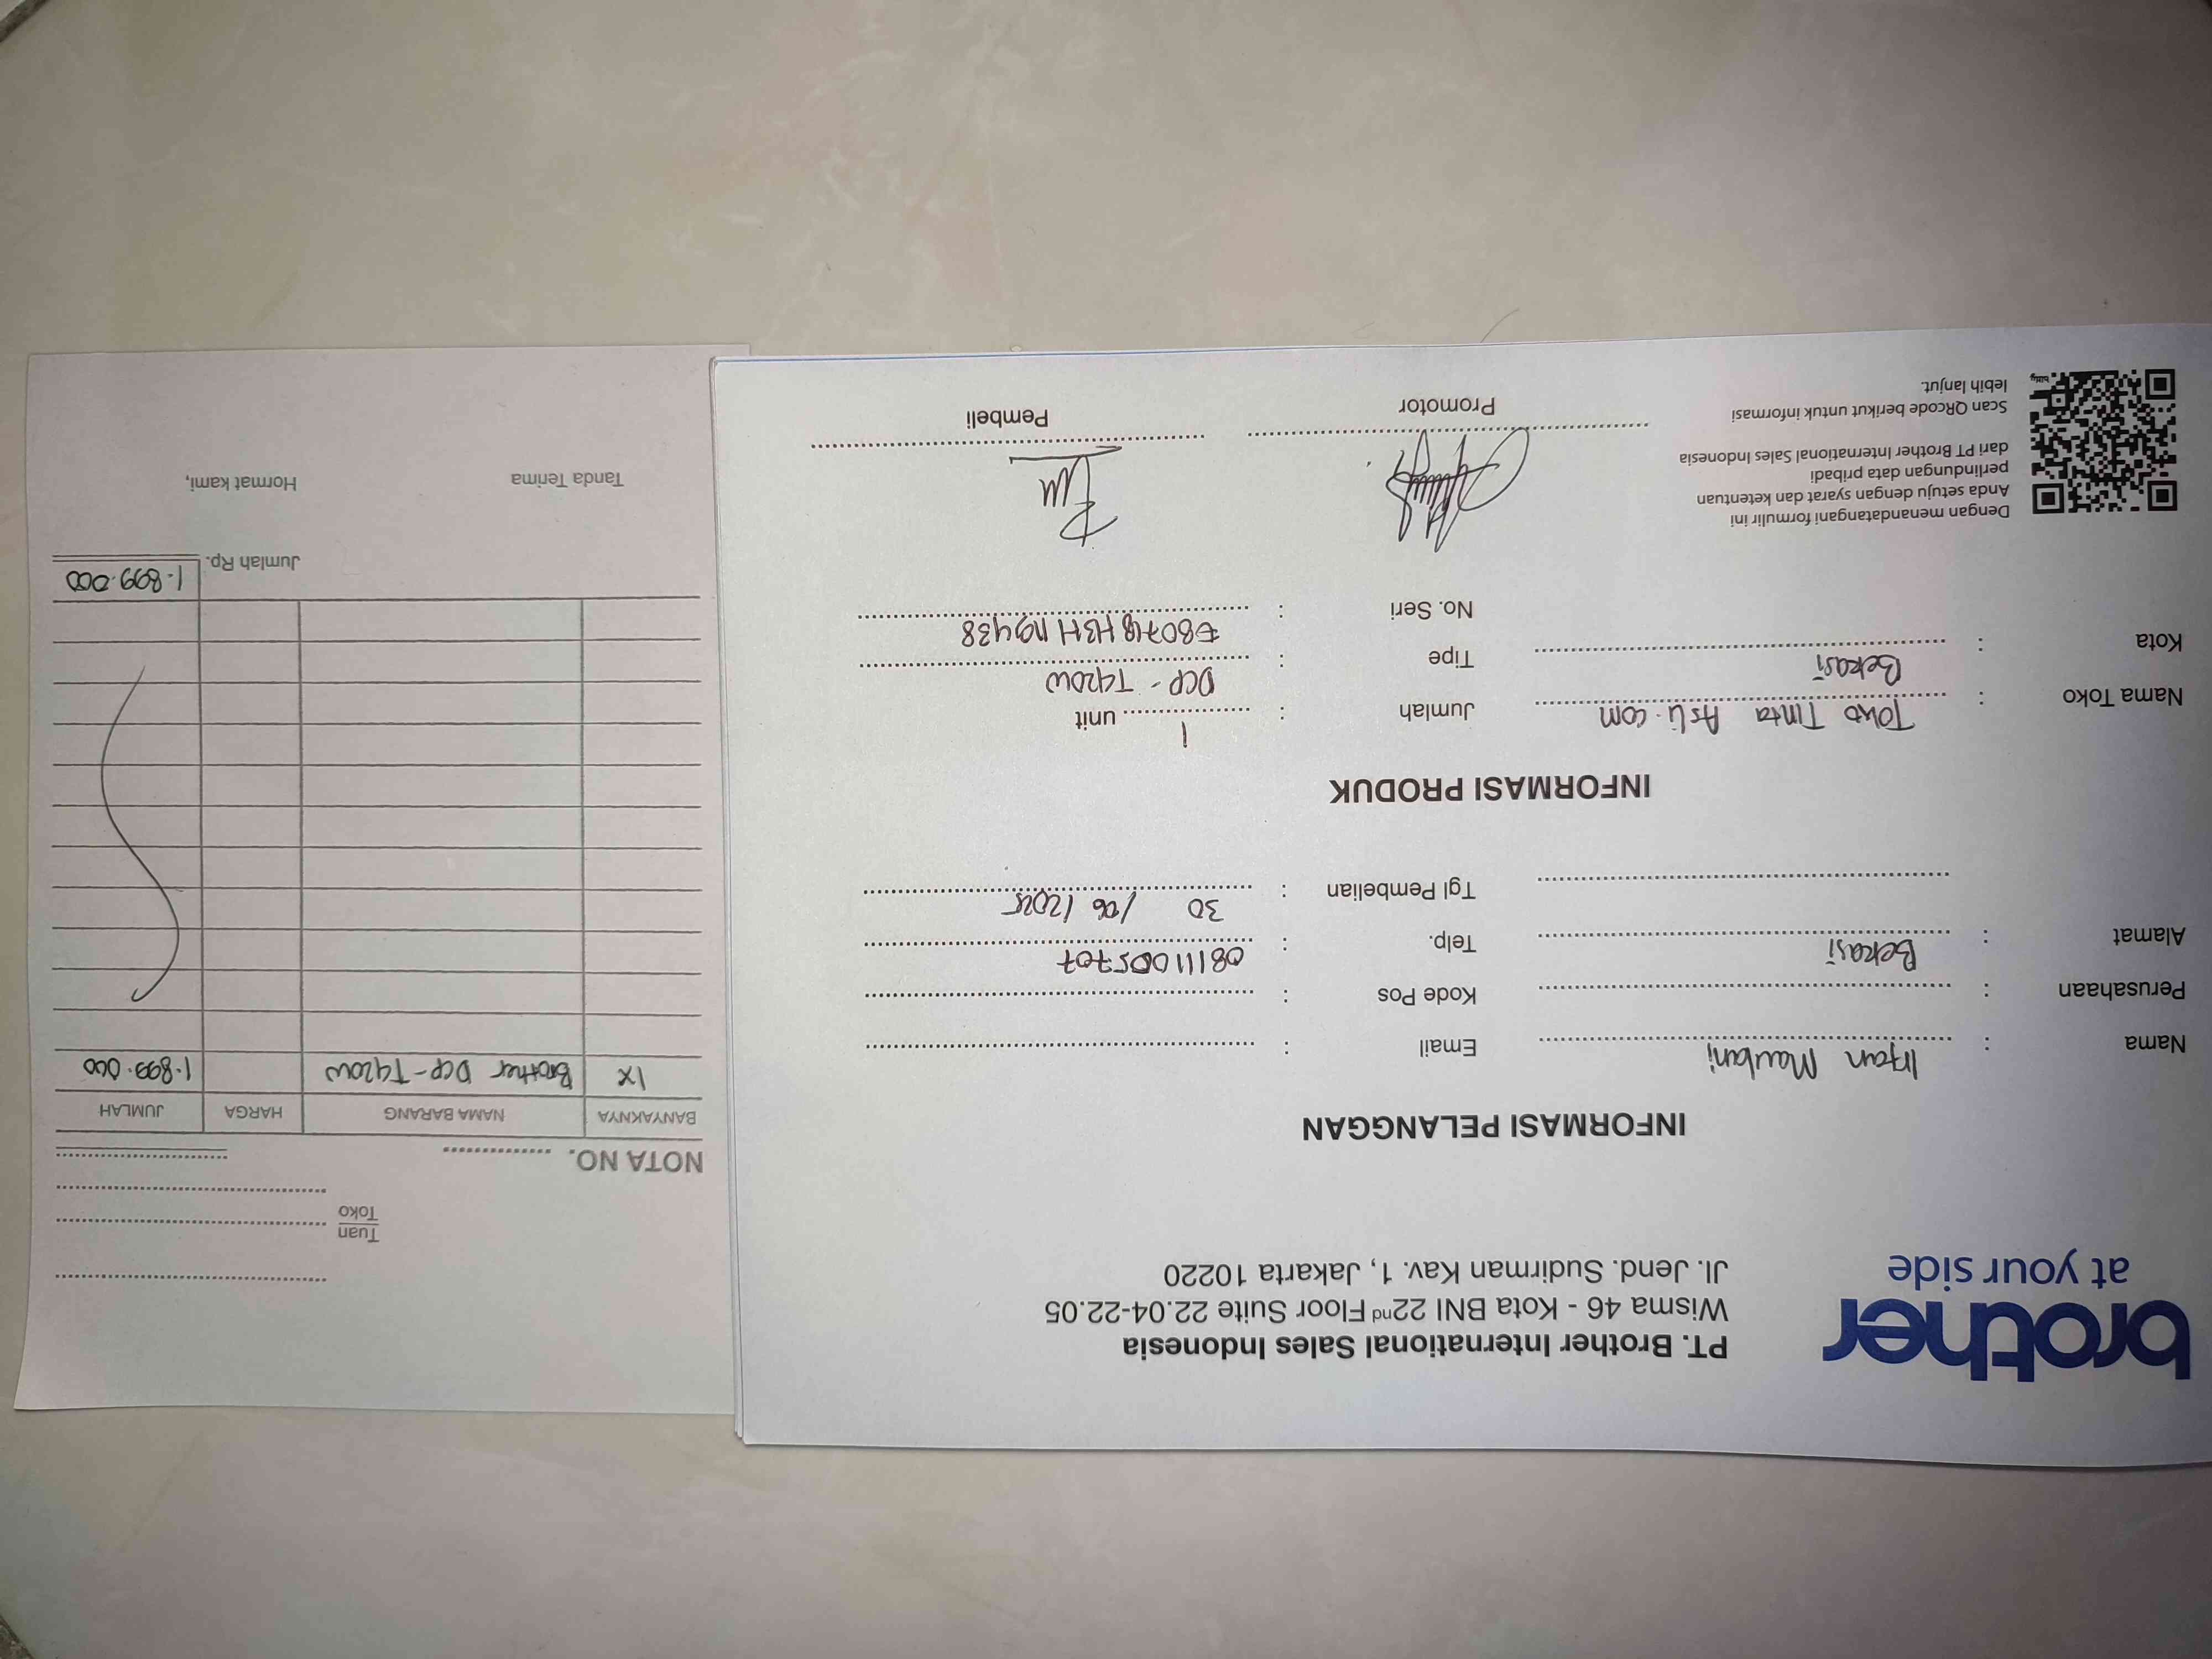 brother
at your side
PT. Brother International Sales Indonesia
Wisma 46 - Kota BNI 22nd Floor Suite 22.04-22.05
Jl. Jend. Sudirman Kav. 1, Jakarta 10220
INFORMASI PELANGGAN
Nama : Irfan Maulani
Email :
Perusahaan :
Kode Pos :
Alamat : Bekasi
Telp. : 081111005707
Tgl Pembelian : 30 /06 /2025
INFORMASI PRODUK
Nama Toko : Toko Tinta Asli.com
Jumlah : 1 unit
Kota : Bekasi
Tipe : DCP - T420W
No. Seri :
Dengan menandatangani formulir ini
Anda setuju dengan syarat dan ketentuan
perlindungan data pribadi
dari PT Brother International Sales Indonesia
Scan QRcode berikut untuk informasi
lebih lanjut.
Promotor
Pembeli
Tuan
Toko
NOTA NO.
BANYAKNYA NAMA BARANG HARGA JUMLAH
1X Brother DCP-T420W 1.899.000
Jumlah Rp. 1.899.000
Tanda Terima
Hormat kami,